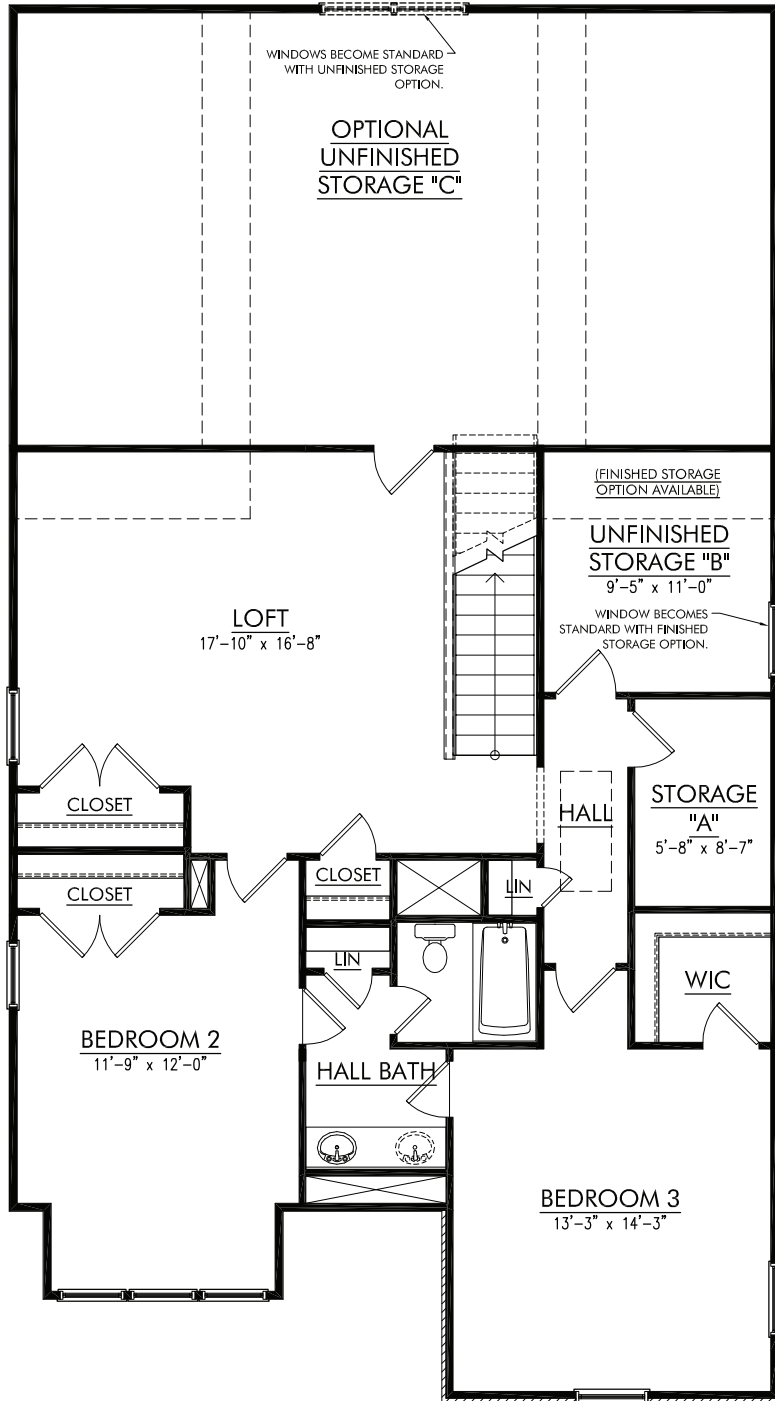 WINDOWS BECOME STANDARD
WITH UNFINISHED STORAGE
OPTION.
OPTIONAL
UNFINISHED
STORAGE "C"
(FINISHED STORAGE
OPTION AVAILABLE)
UNFINISHED
STORAGE "B"
9'-5" x 11'-0"
WINDOW BECOMES
STANDARD WITH FINISHED
STORAGE OPTION.
LOFT
17'-10" x 16'-8"
CLOSET
HALL
STORAGE
"A"
5'-8" x 8'-7"
CLOSET
CLOSET
LIN
LIN
WIC
BEDROOM 2
11'-9" x 12'-0"
HALL BATH
BEDROOM 3
13'-3" x 14'-3"